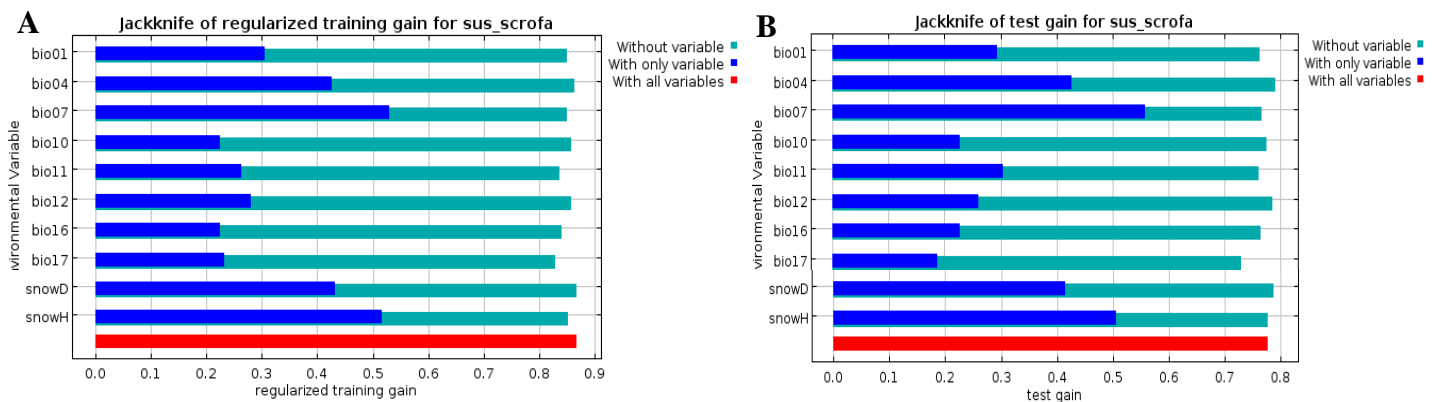 A
Jackknife of regularized training gain for sus_scrofa
bio01
bio04
bio07
bio10
bio11
bio12
bio16
bio17
snowD
snowH
vironmental Variable
Without variable
With only variable
With all variables
0.0 0.1 0.2 0.3 0.4 0.5 0.6 0.7 0.8 0.9
regularized training gain
B
Jackknife of test gain for sus_scrofa
bio01
bio04
bio07
bio10
bio11
bio12
bio16
bio17
snowD
snowH
vironmental Variable
Without variable
With only variable
With all variables
0.0 0.1 0.2 0.3 0.4 0.5 0.6 0.7 0.8
test gain